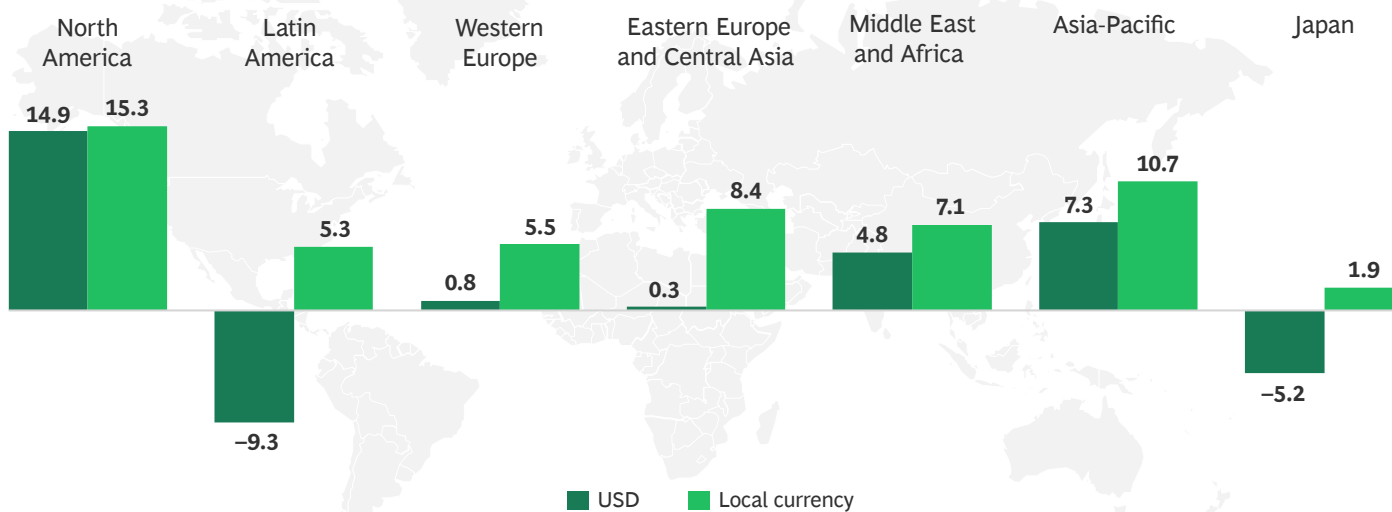 North
America
Latin
America
Western
Europe
Eastern Europe
and Central Asia
Middle East
and Africa
Asia-Pacific
Japan
14.9
15.3
–9.3
5.3
0.8
5.5
0.3
8.4
4.8
7.1
7.3
10.7
–5.2
1.9
USD
Local currency